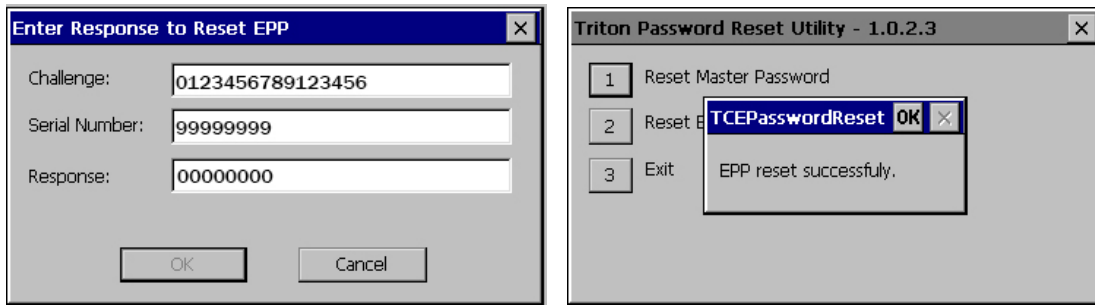 Enter Response to Reset EPP
Challenge: 0123456789123456
Serial Number: 99999999
Response: 00000000
OK Cancel
Triton Password Reset Utility - 1.0.2.3
1 Reset Master Password
2 Reset E
3 Exit
TCEPasswordReset OK
EPP reset successfuly.